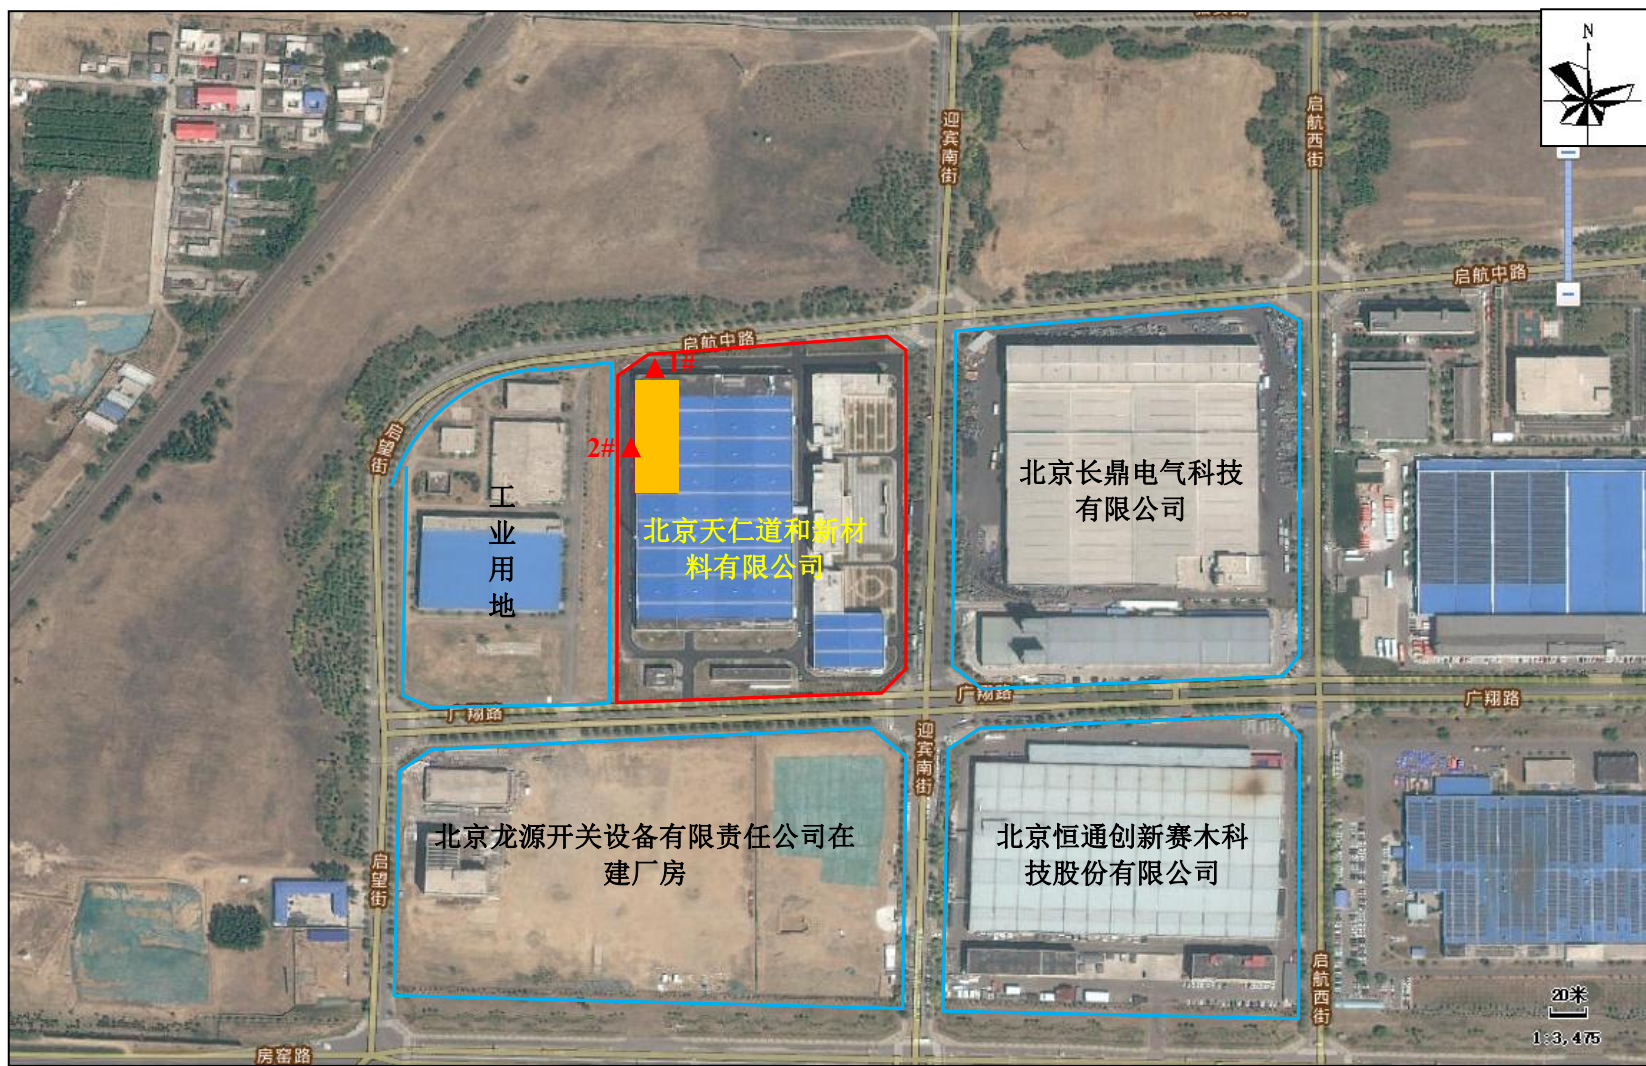 N
迎宾南街
启航西街
启航中路
启航中路
1#
启望街
2#
工业用地
北京天仁道和新材
料有限公司
北京长鼎电气科技
有限公司
广翔路
广翔路
广翔路
迎宾南街
北京龙源开关设备有限责任公司在
建厂房
北京恒通创新赛木科
技股份有限公司
启望街
启航西街
20米
1:3,475
房窑路